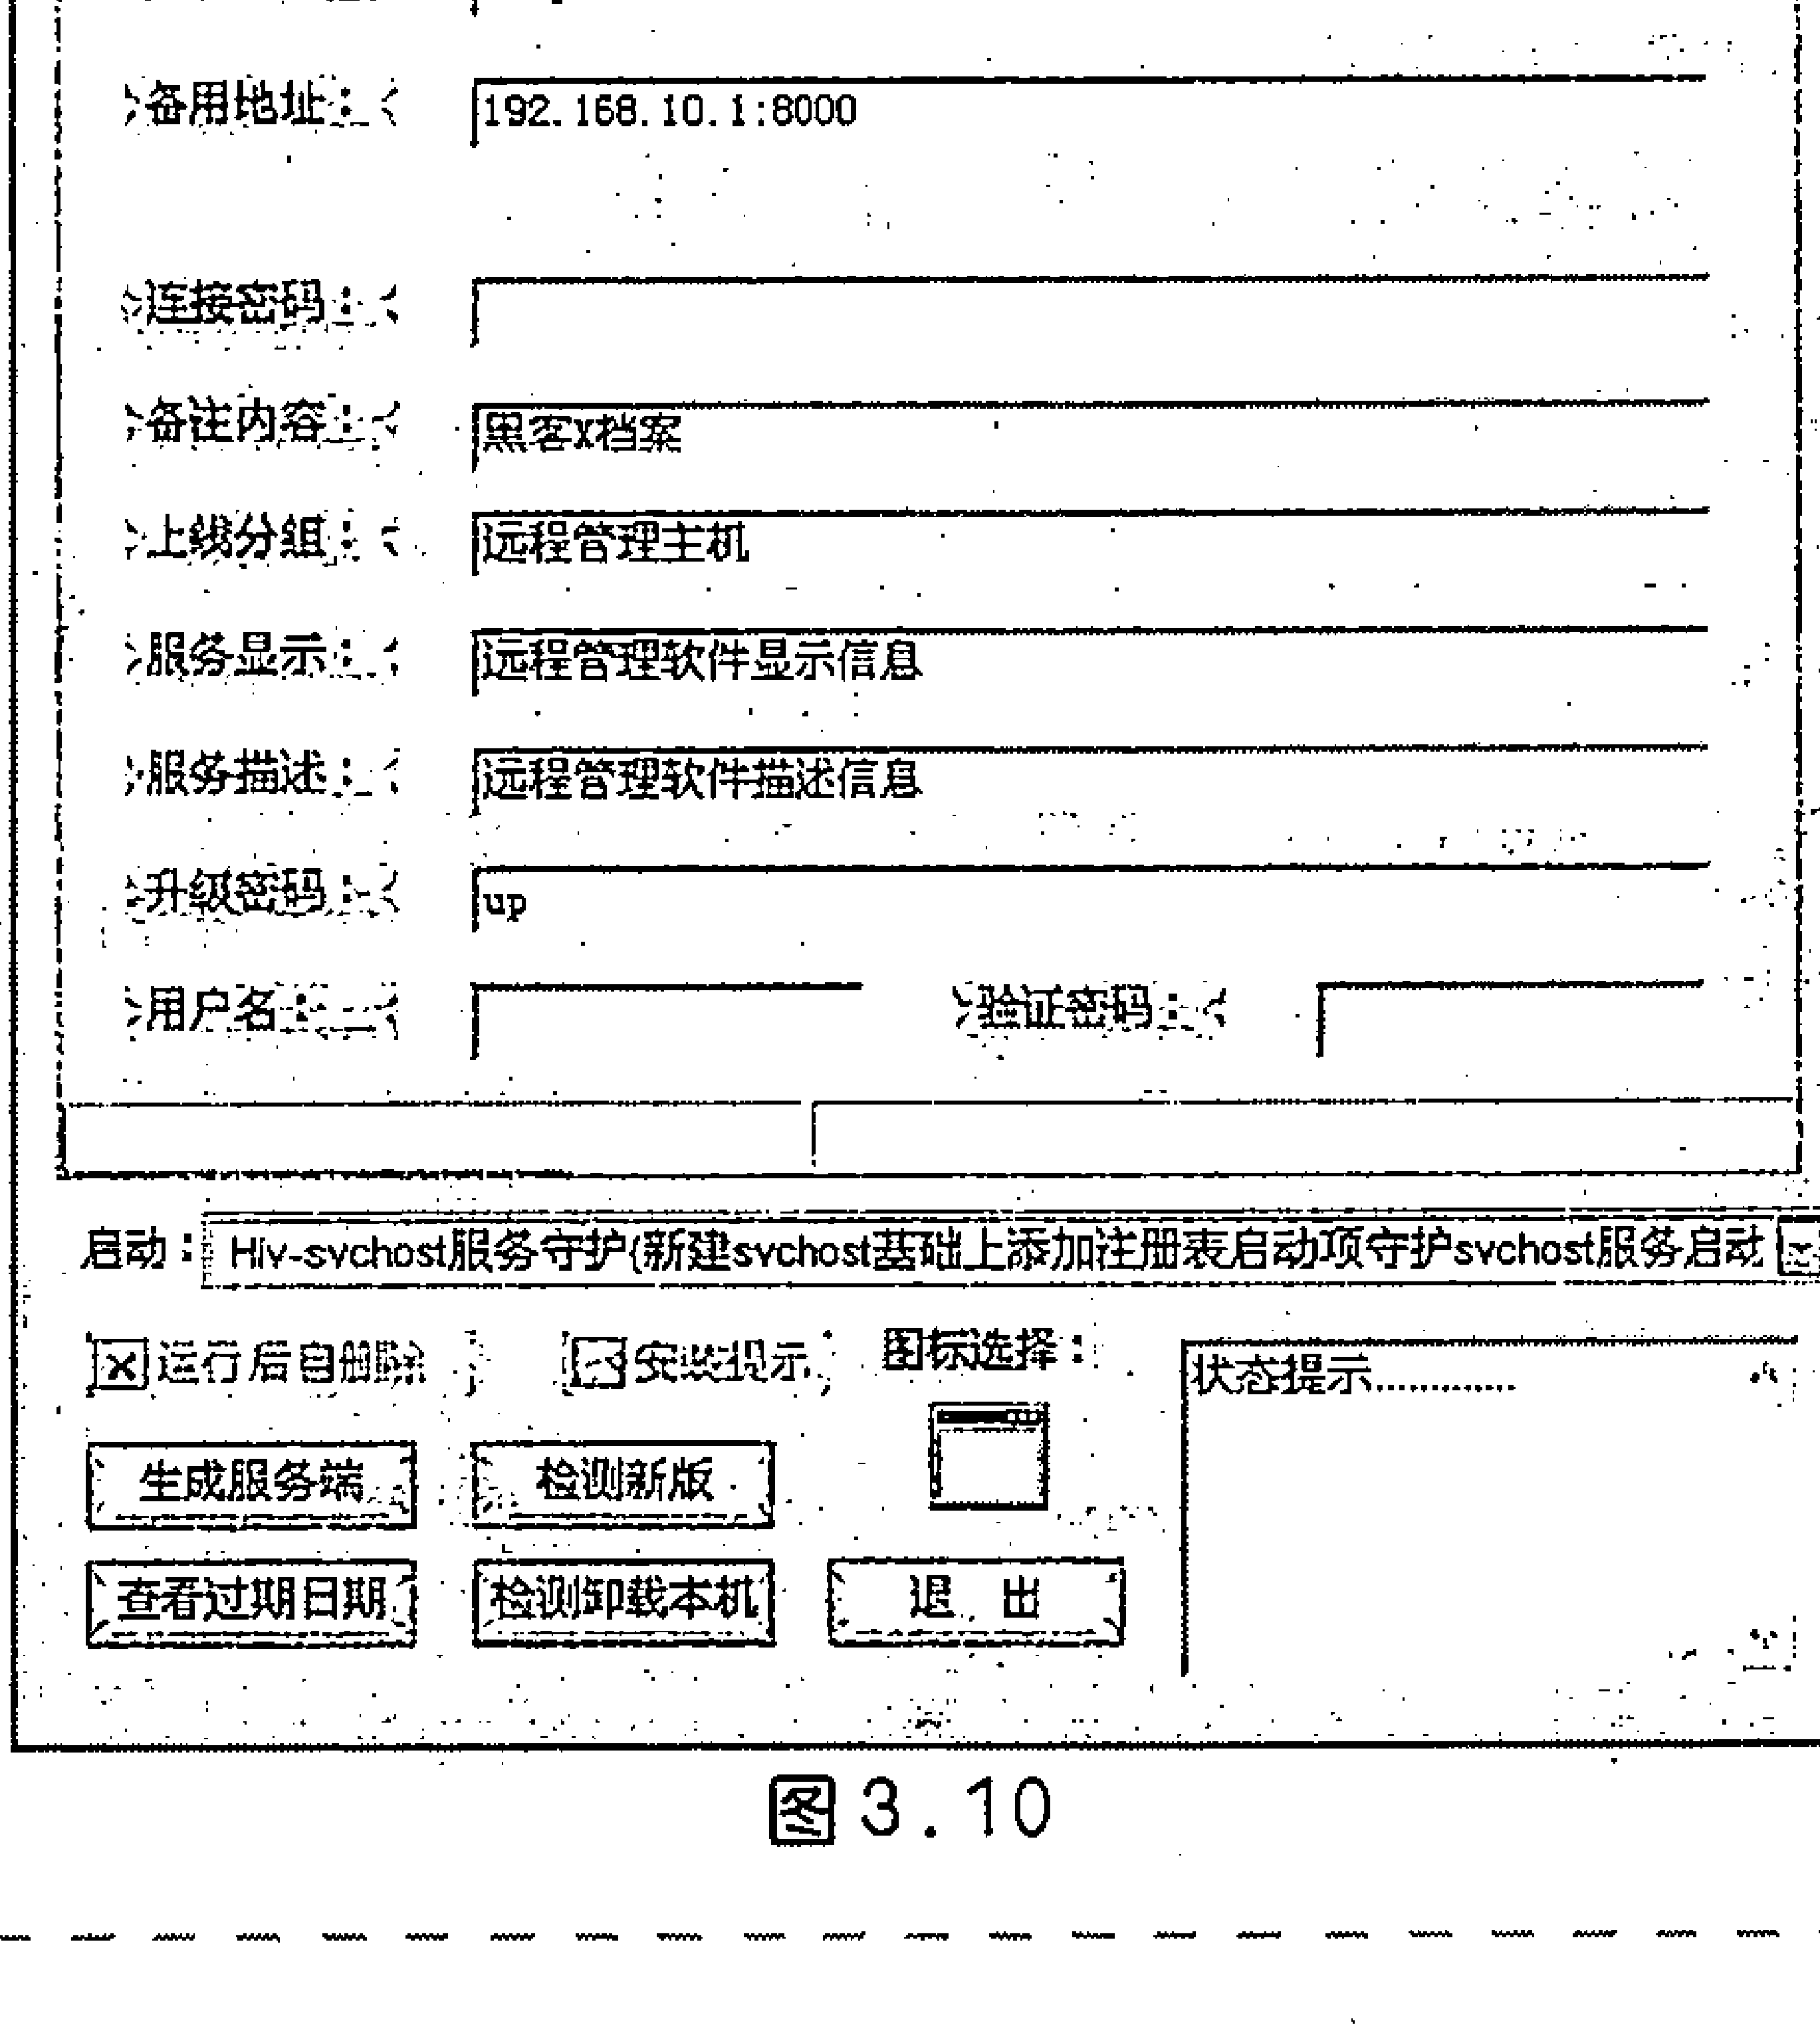 备用地址： 192.168.10.1:8000
连接密码：
备注内容： 黑客X档案
上线分组： 远程管理主机
服务显示： 远程管理软件显示信息
服务描述： 远程管理软件描述信息
升级密码： up
用户名： 验证密码：
启动： Hiv-svchost服务守护(新建svchost基础上添加注册表启动项守护svchost服务启动
运行后自删除 安装提示 图标选择： 状态提示............
生成服务端 检测新版
查看过期日期 检测卸载本机 退 出
图3.10